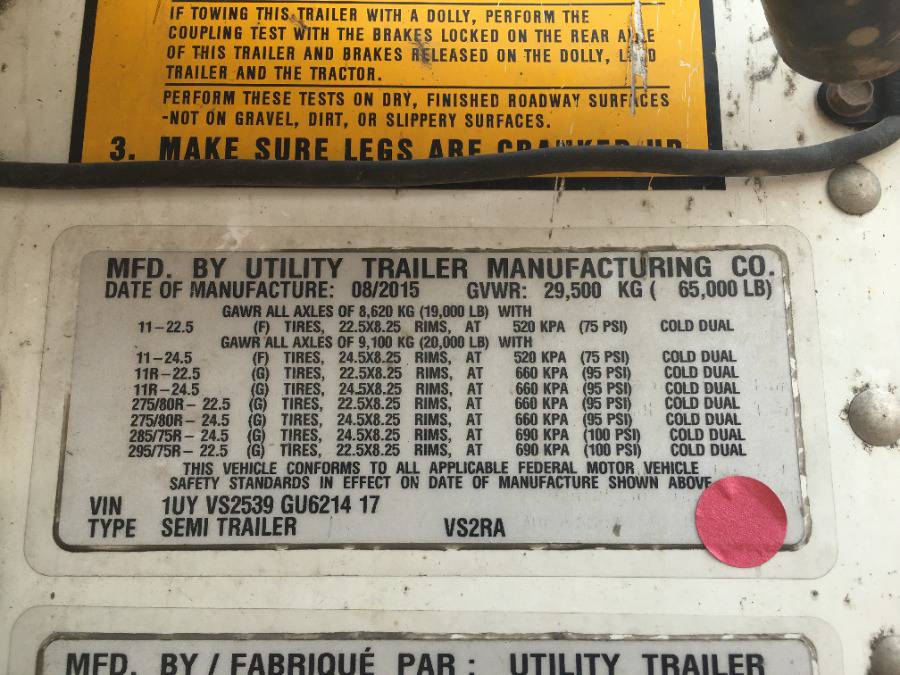 IF TOWING THIS TRAILER WITH A DOLLY, PERFORM THE
COUPLING TEST WITH THE BRAKES LOCKED ON THE REAR AXLE
OF THIS TRAILER AND BRAKES RELEASED ON THE DOLLY, LEAD
TRAILER AND THE TRACTOR.
PERFORM THESE TESTS ON DRY, FINISHED ROADWAY SURFACES
-NOT ON GRAVEL, DIRT, OR SLIPPERY SURFACES.
3. MAKE SURE LEGS ARE CRANKED UP
MFD. BY UTILITY TRAILER MANUFACTURING CO.
DATE OF MANUFACTURE: 08/2015 GVWR: 29,500 KG ( 65,000 LB)
GAWR ALL AXLES OF 8,620 KG (19,000 LB) WITH
11-22.5 (F) TIRES, 22.5X8.25 RIMS, AT 520 KPA (75 PSI) COLD DUAL
GAWR ALL AXLES OF 9,100 KG (20,000 LB) WITH
11-24.5 (F) TIRES, 24.5X8.25 RIMS, AT 520 KPA (75 PSI) COLD DUAL
11R-22.5 (G) TIRES, 22.5X8.25 RIMS, AT 660 KPA (95 PSI) COLD DUAL
11R-24.5 (G) TIRES, 24.5X8.25 RIMS, AT 660 KPA (95 PSI) COLD DUAL
275/80R- 22.5 (G) TIRES, 22.5X8.25 RIMS, AT 660 KPA (95 PSI) COLD DUAL
275/80R- 24.5 (G) TIRES, 24.5X8.25 RIMS, AT 660 KPA (95 PSI) COLD DUAL
285/75R- 24.5 (G) TIRES, 24.5X8.25 RIMS, AT 690 KPA (100 PSI) COLD DUAL
295/75R- 22.5 (G) TIRES, 22.5X8.25 RIMS, AT 690 KPA (100 PSI) COLD DUAL
THIS VEHICLE CONFORMS TO ALL APPLICABLE FEDERAL MOTOR VEHICLE
SAFETY STANDARDS IN EFFECT ON DATE OF MANUFACTURE SHOWN ABOVE
VIN 1UY VS2539 GU6214 17
TYPE SEMI TRAILER VS2RA
MFD. BY / FABRIQUÉ PAR : UTILITY TRAILER